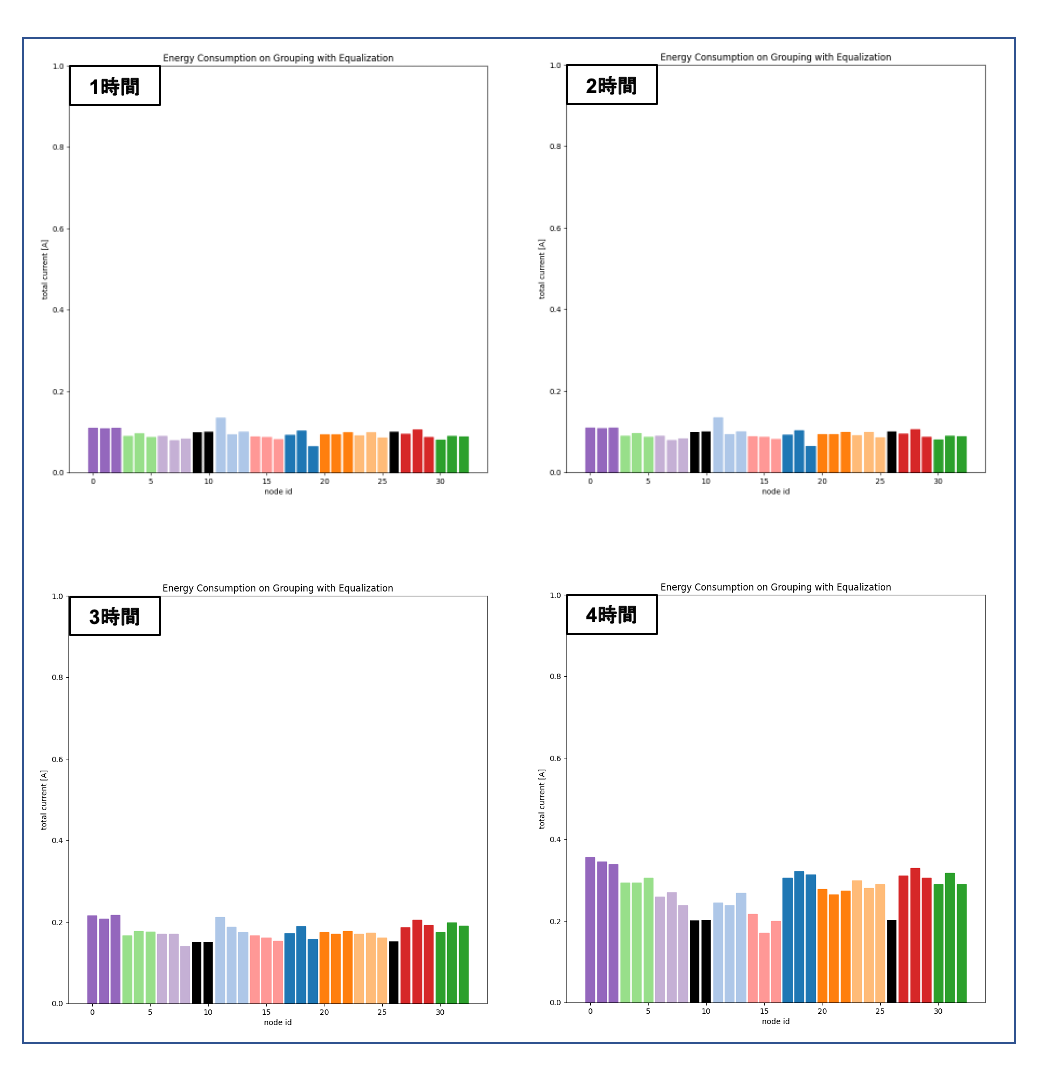 Energy Consumption on Grouping with Equalization
1時間
1.0
0.8
0.6
0.4
0.2
0.0
total current [A]
0 5 10 15 20 25 30
node id
Energy Consumption on Grouping with Equalization
2時間
1.0
0.8
0.6
0.4
0.2
0.0
total current [A]
0 5 10 15 20 25 30
node id
Energy Consumption on Grouping with Equalization
3時間
1.0
0.8
0.6
0.4
0.2
0.0
total current [A]
0 5 10 15 20 25 30
node id
Energy Consumption on Grouping with Equalization
4時間
1.0
0.8
0.6
0.4
0.2
0.0
total current [A]
0 5 10 15 20 25 30
node id